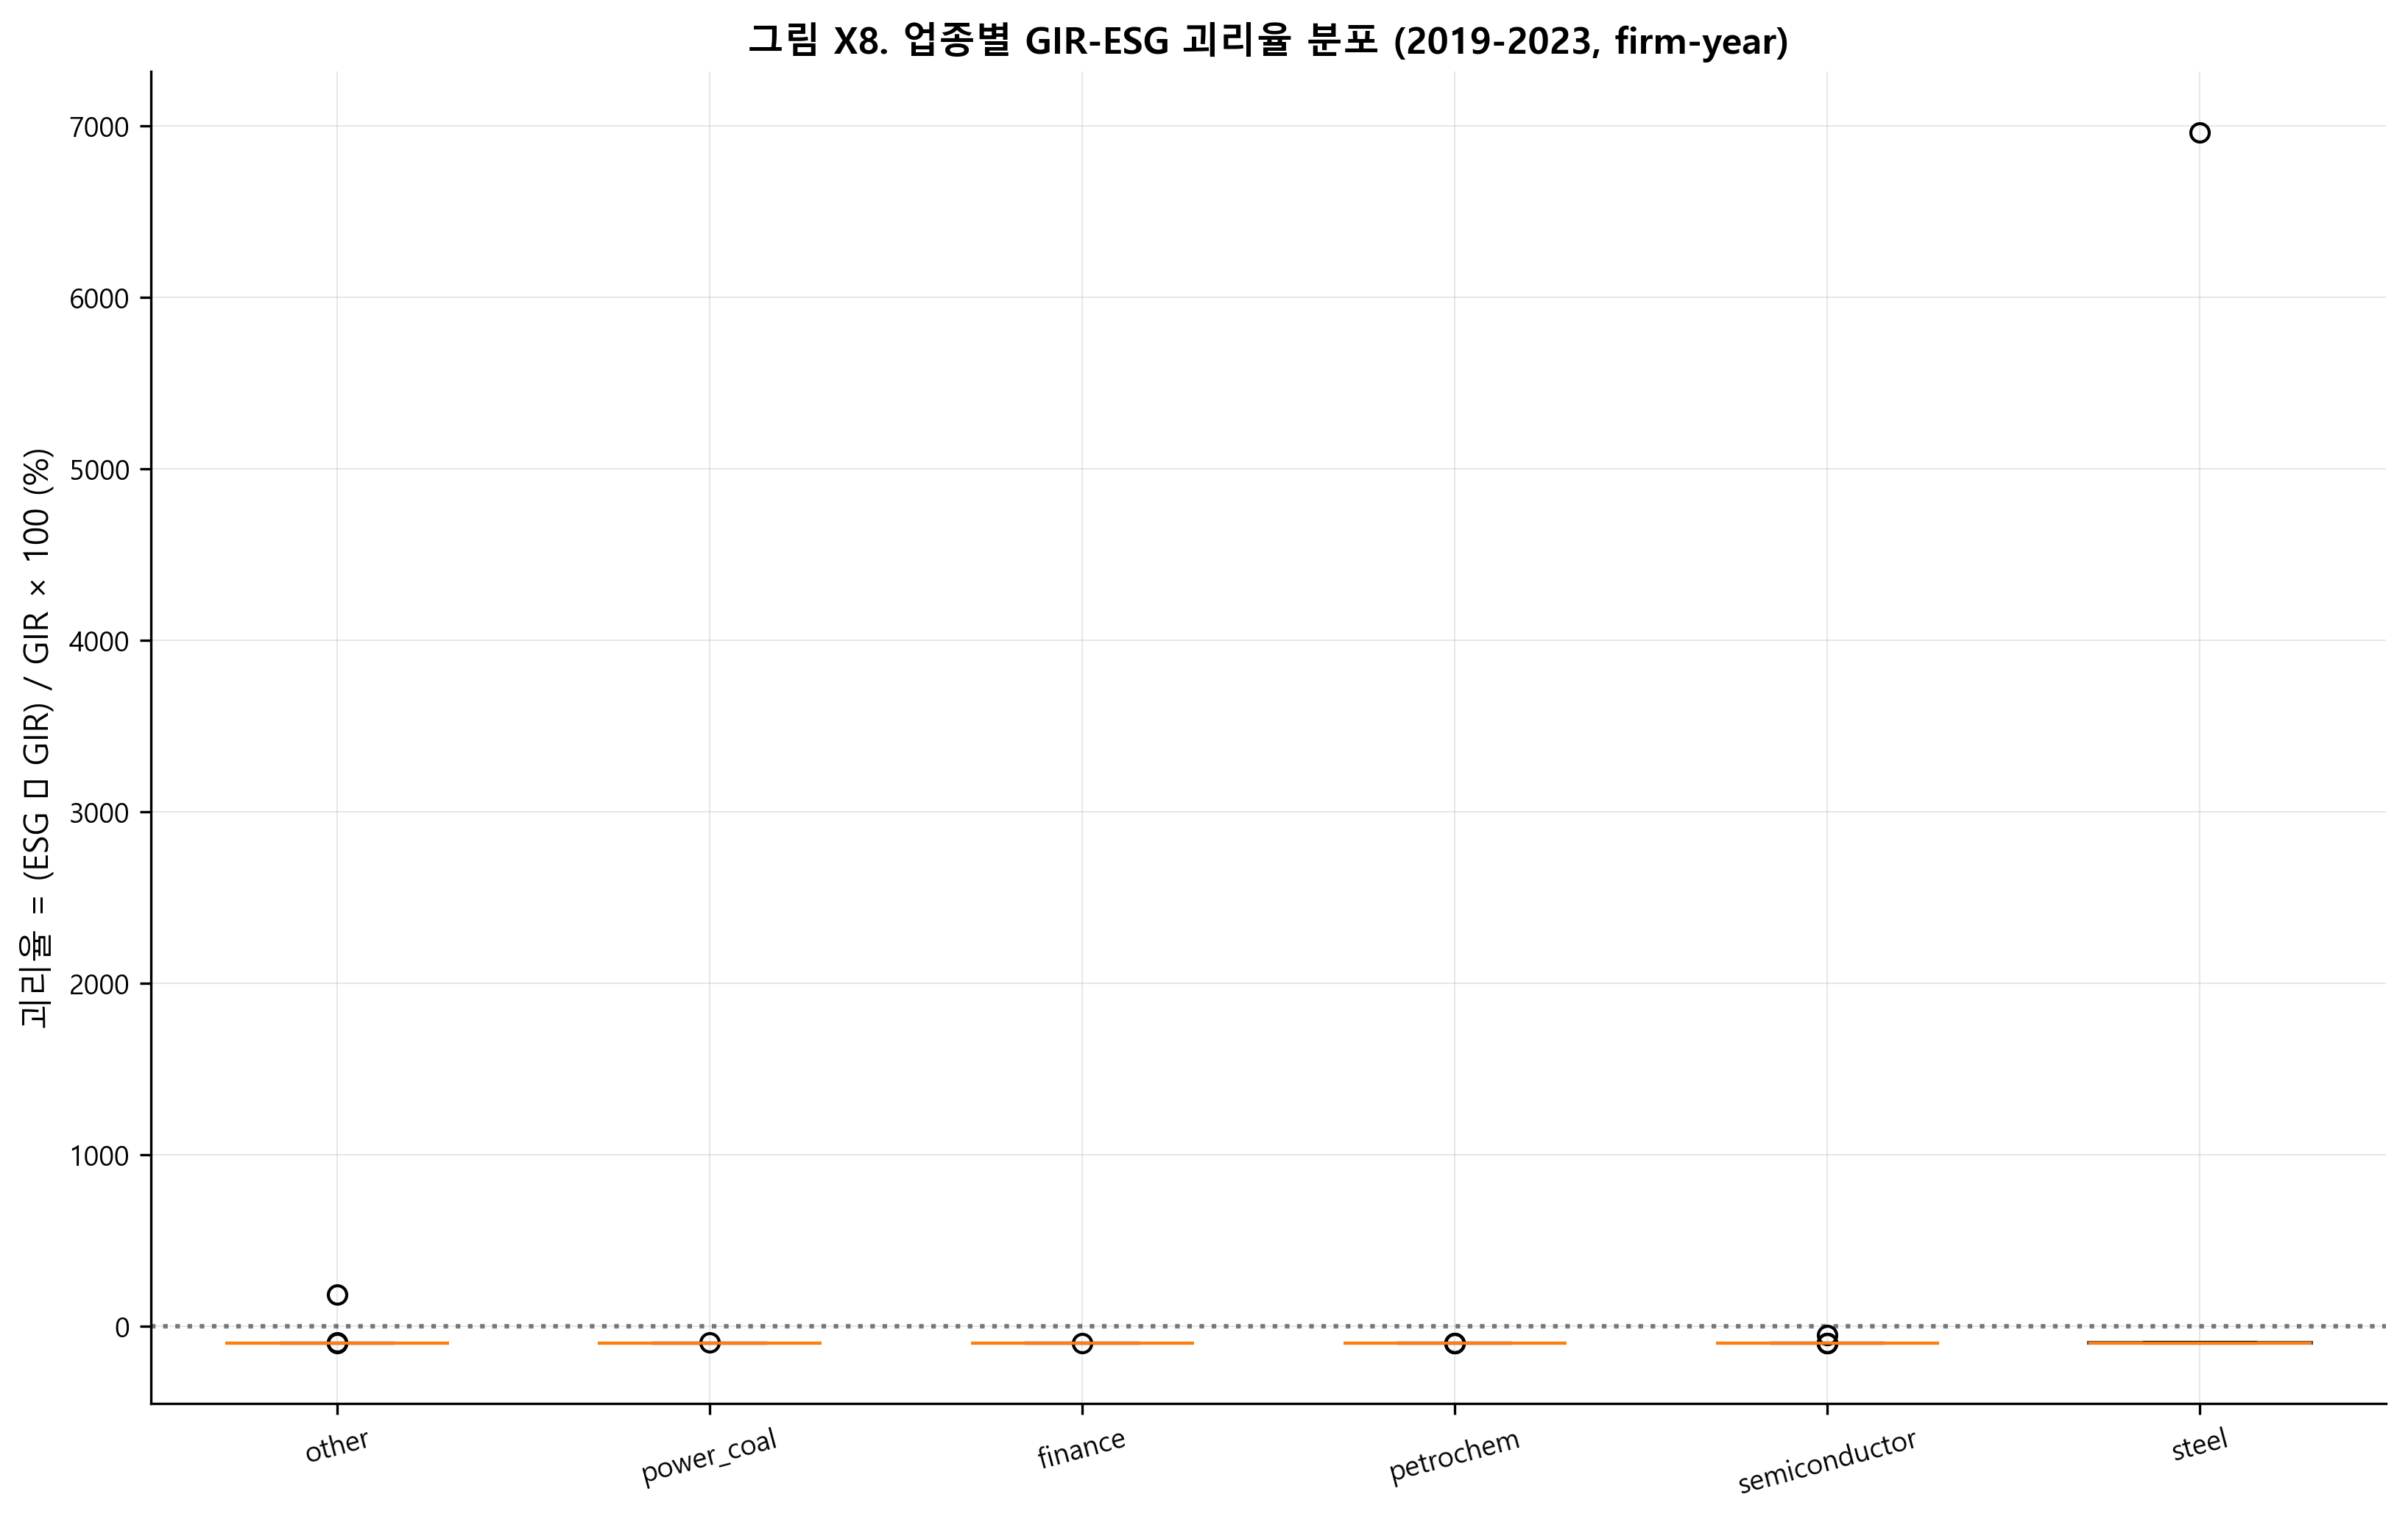 그림 X8. 업종별 GIR-ESG 괴리율 분포 (2019-2023, firm-year)
괴리율 = (ESG □ GIR) / GIR × 100 (%)
7000
6000
5000
4000
3000
2000
1000
0
other
power_coal
finance
petrochem
semiconductor
steel